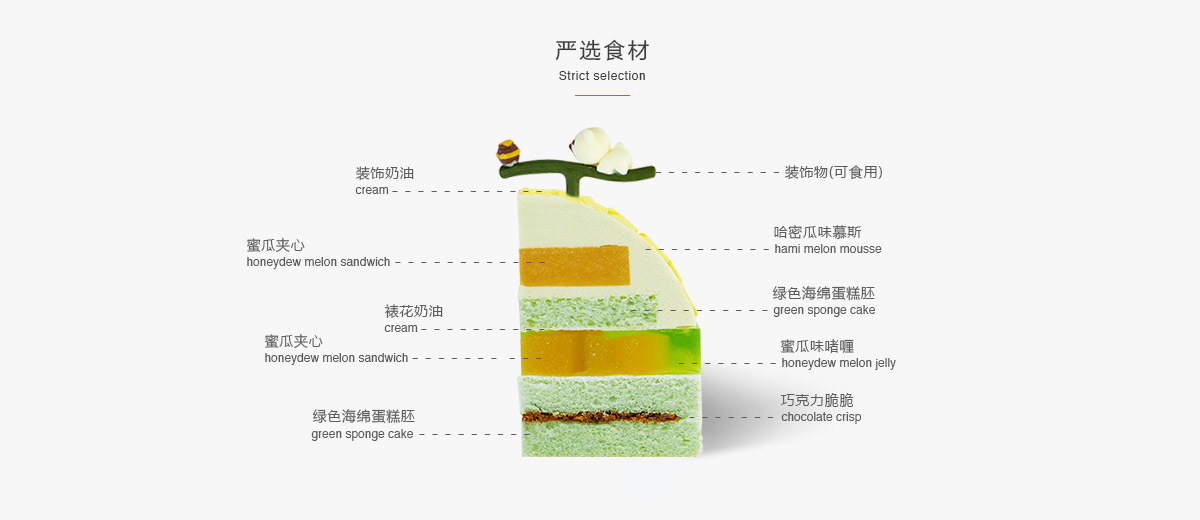 严选食材
Strict selection
装饰奶油
cream
装饰物(可食用)
哈密瓜味慕斯
hami melon mousse
蜜瓜夹心
honeydew melon sandwich
绿色海绵蛋糕胚
green sponge cake
裱花奶油
cream
蜜瓜夹心
honeydew melon sandwich
蜜瓜味啫喱
honeydew melon jelly
巧克力脆脆
chocolate crisp
绿色海绵蛋糕胚
green sponge cake